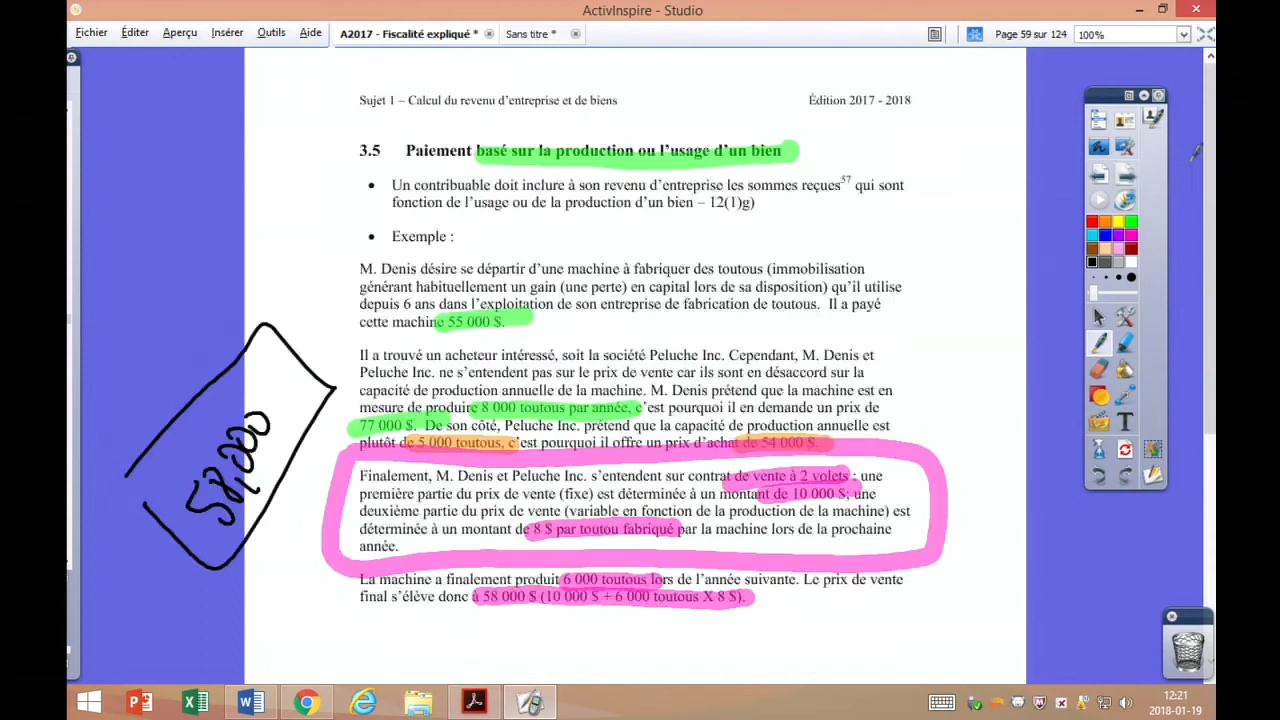 ActivInspire - Studio
Fichier Éditer Aperçu Insérer Outils Aide
A2017 - Fiscalité expliqué *
Sans titre *
Page 59 sur 124
100%
Sujet 1 – Calcul du revenu d’entreprise et de biens
Édition 2017 - 2018
3.5 Paiement basé sur la production ou l’usage d’un bien
• Un contribuable doit inclure à son revenu d’entreprise les sommes reçues57 qui sont
fonction de l’usage ou de la production d’un bien – 12(1)g)
• Exemple :
M. Denis désire se départir d’une machine à fabriquer des toutous (immobilisation
générant habituellement un gain (une perte) en capital lors de sa disposition) qu’il utilise
depuis 6 ans dans l’exploitation de son entreprise de fabrication de toutous. Il a payé
cette machine 55 000 $.
Il a trouvé un acheteur intéressé, soit la société Peluche Inc. Cependant, M. Denis et
Peluche Inc. ne s’entendent pas sur le prix de vente car ils sont en désaccord sur la
capacité de production annuelle de la machine. M. Denis prétend que la machine est en
mesure de produire 8 000 toutous par année, c’est pourquoi il en demande un prix de
77 000 $. De son côté, Peluche Inc. prétend que la capacité de production annuelle est
plutôt de 5 000 toutous, c’est pourquoi il offre un prix d’achat de 54 000 $.
Finalement, M. Denis et Peluche Inc. s’entendent sur contrat de vente à 2 volets : une
première partie du prix de vente (fixe) est déterminée à un montant de 10 000 $; une
deuxième partie du prix de vente (variable en fonction de la production de la machine) est
déterminée à un montant de 8 $ par toutou fabriqué par la machine lors de la prochaine
année.
La machine a finalement produit 6 000 toutous lors de l’année suivante. Le prix de vente
final s’élève donc à 58 000 $ (10 000 $ + 6 000 toutous X 8 $).
58,000
12:21
2018-01-19